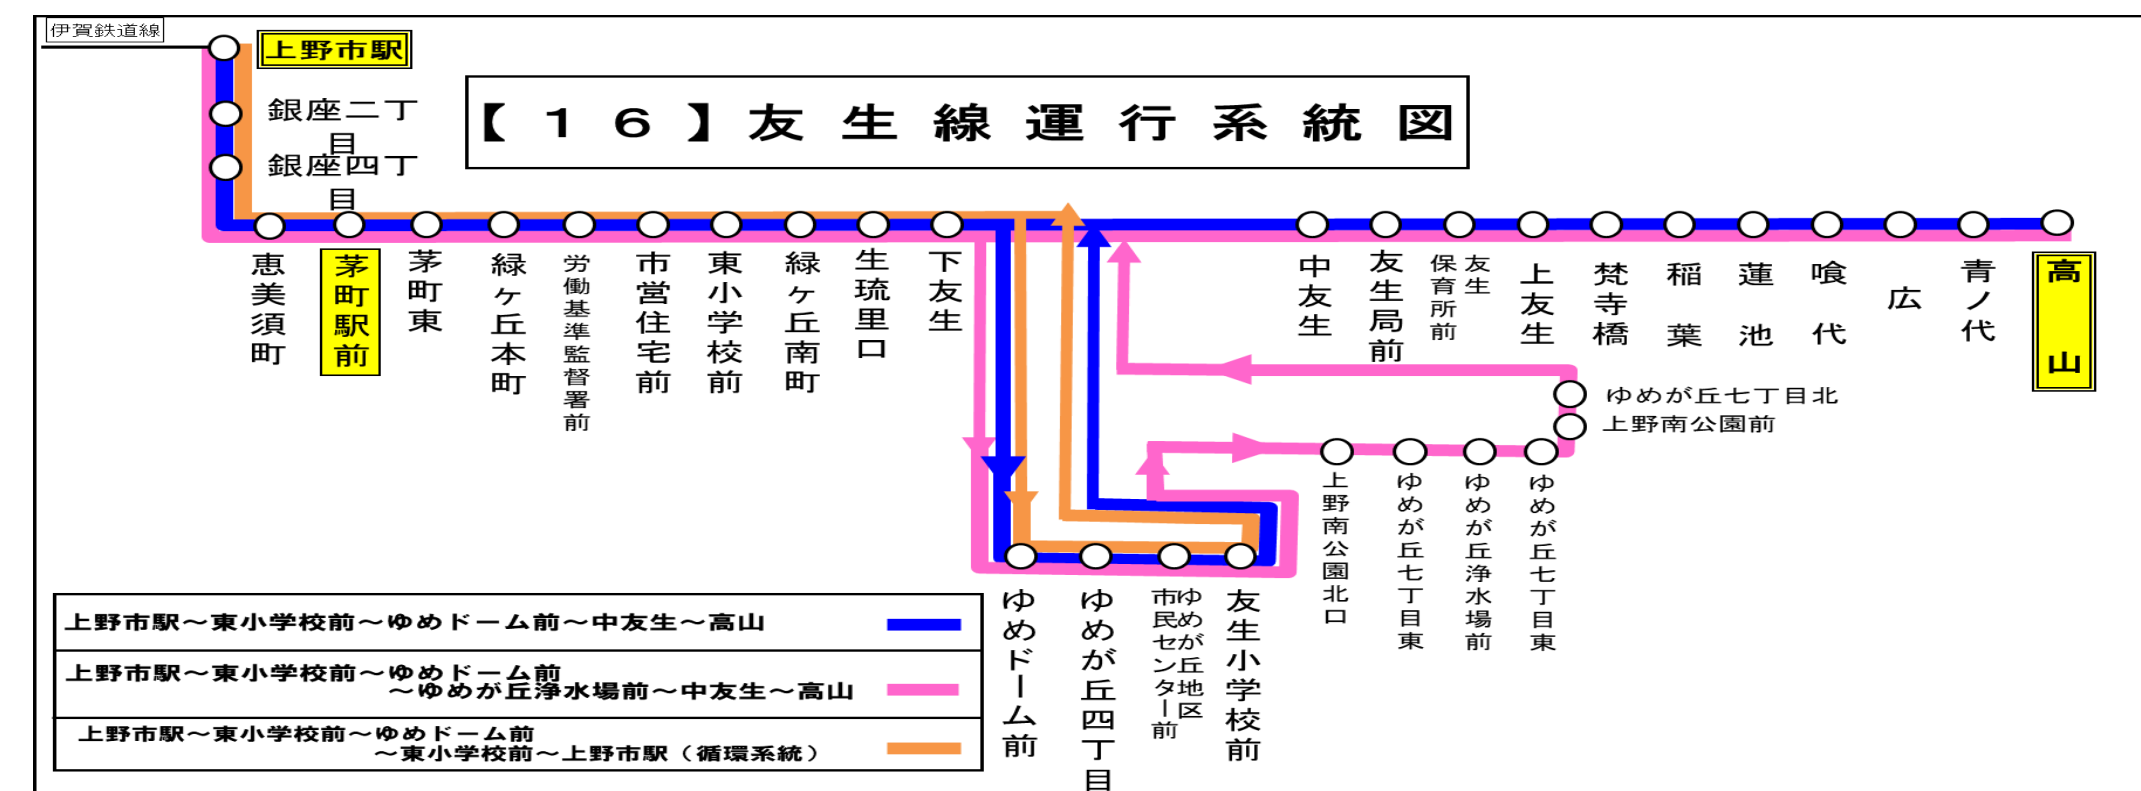 伊賀鉄道線
上野市駅
銀座二丁目
銀座四丁目
【１６】友生線運行系統図
恵美須町
茅町駅前
茅町東
緑ヶ丘本町
労働基準監督署前
市営住宅前
東小学校前
緑ヶ丘南町
生琉里口
下友生
中友生
友生局前
友生保育所前
上友生
梵寺橋
稲葉
蓮池
喰代
広
青ノ代
高山
ゆめが丘七丁目北
上野南公園前
上野南公園北口
ゆめが丘七丁目東
ゆめが丘浄水場前
ゆめが丘七丁目東
ゆめドーム前
ゆめが丘四丁目
ゆめが丘地区市民センター前
友生小学校前
上野市駅～東小学校前～ゆめドーム前～中友生～高山
上野市駅～東小学校前～ゆめドーム前
～ゆめが丘浄水場前～中友生～高山
上野市駅～東小学校前～ゆめドーム前
～東小学校前～上野市駅（循環系統）